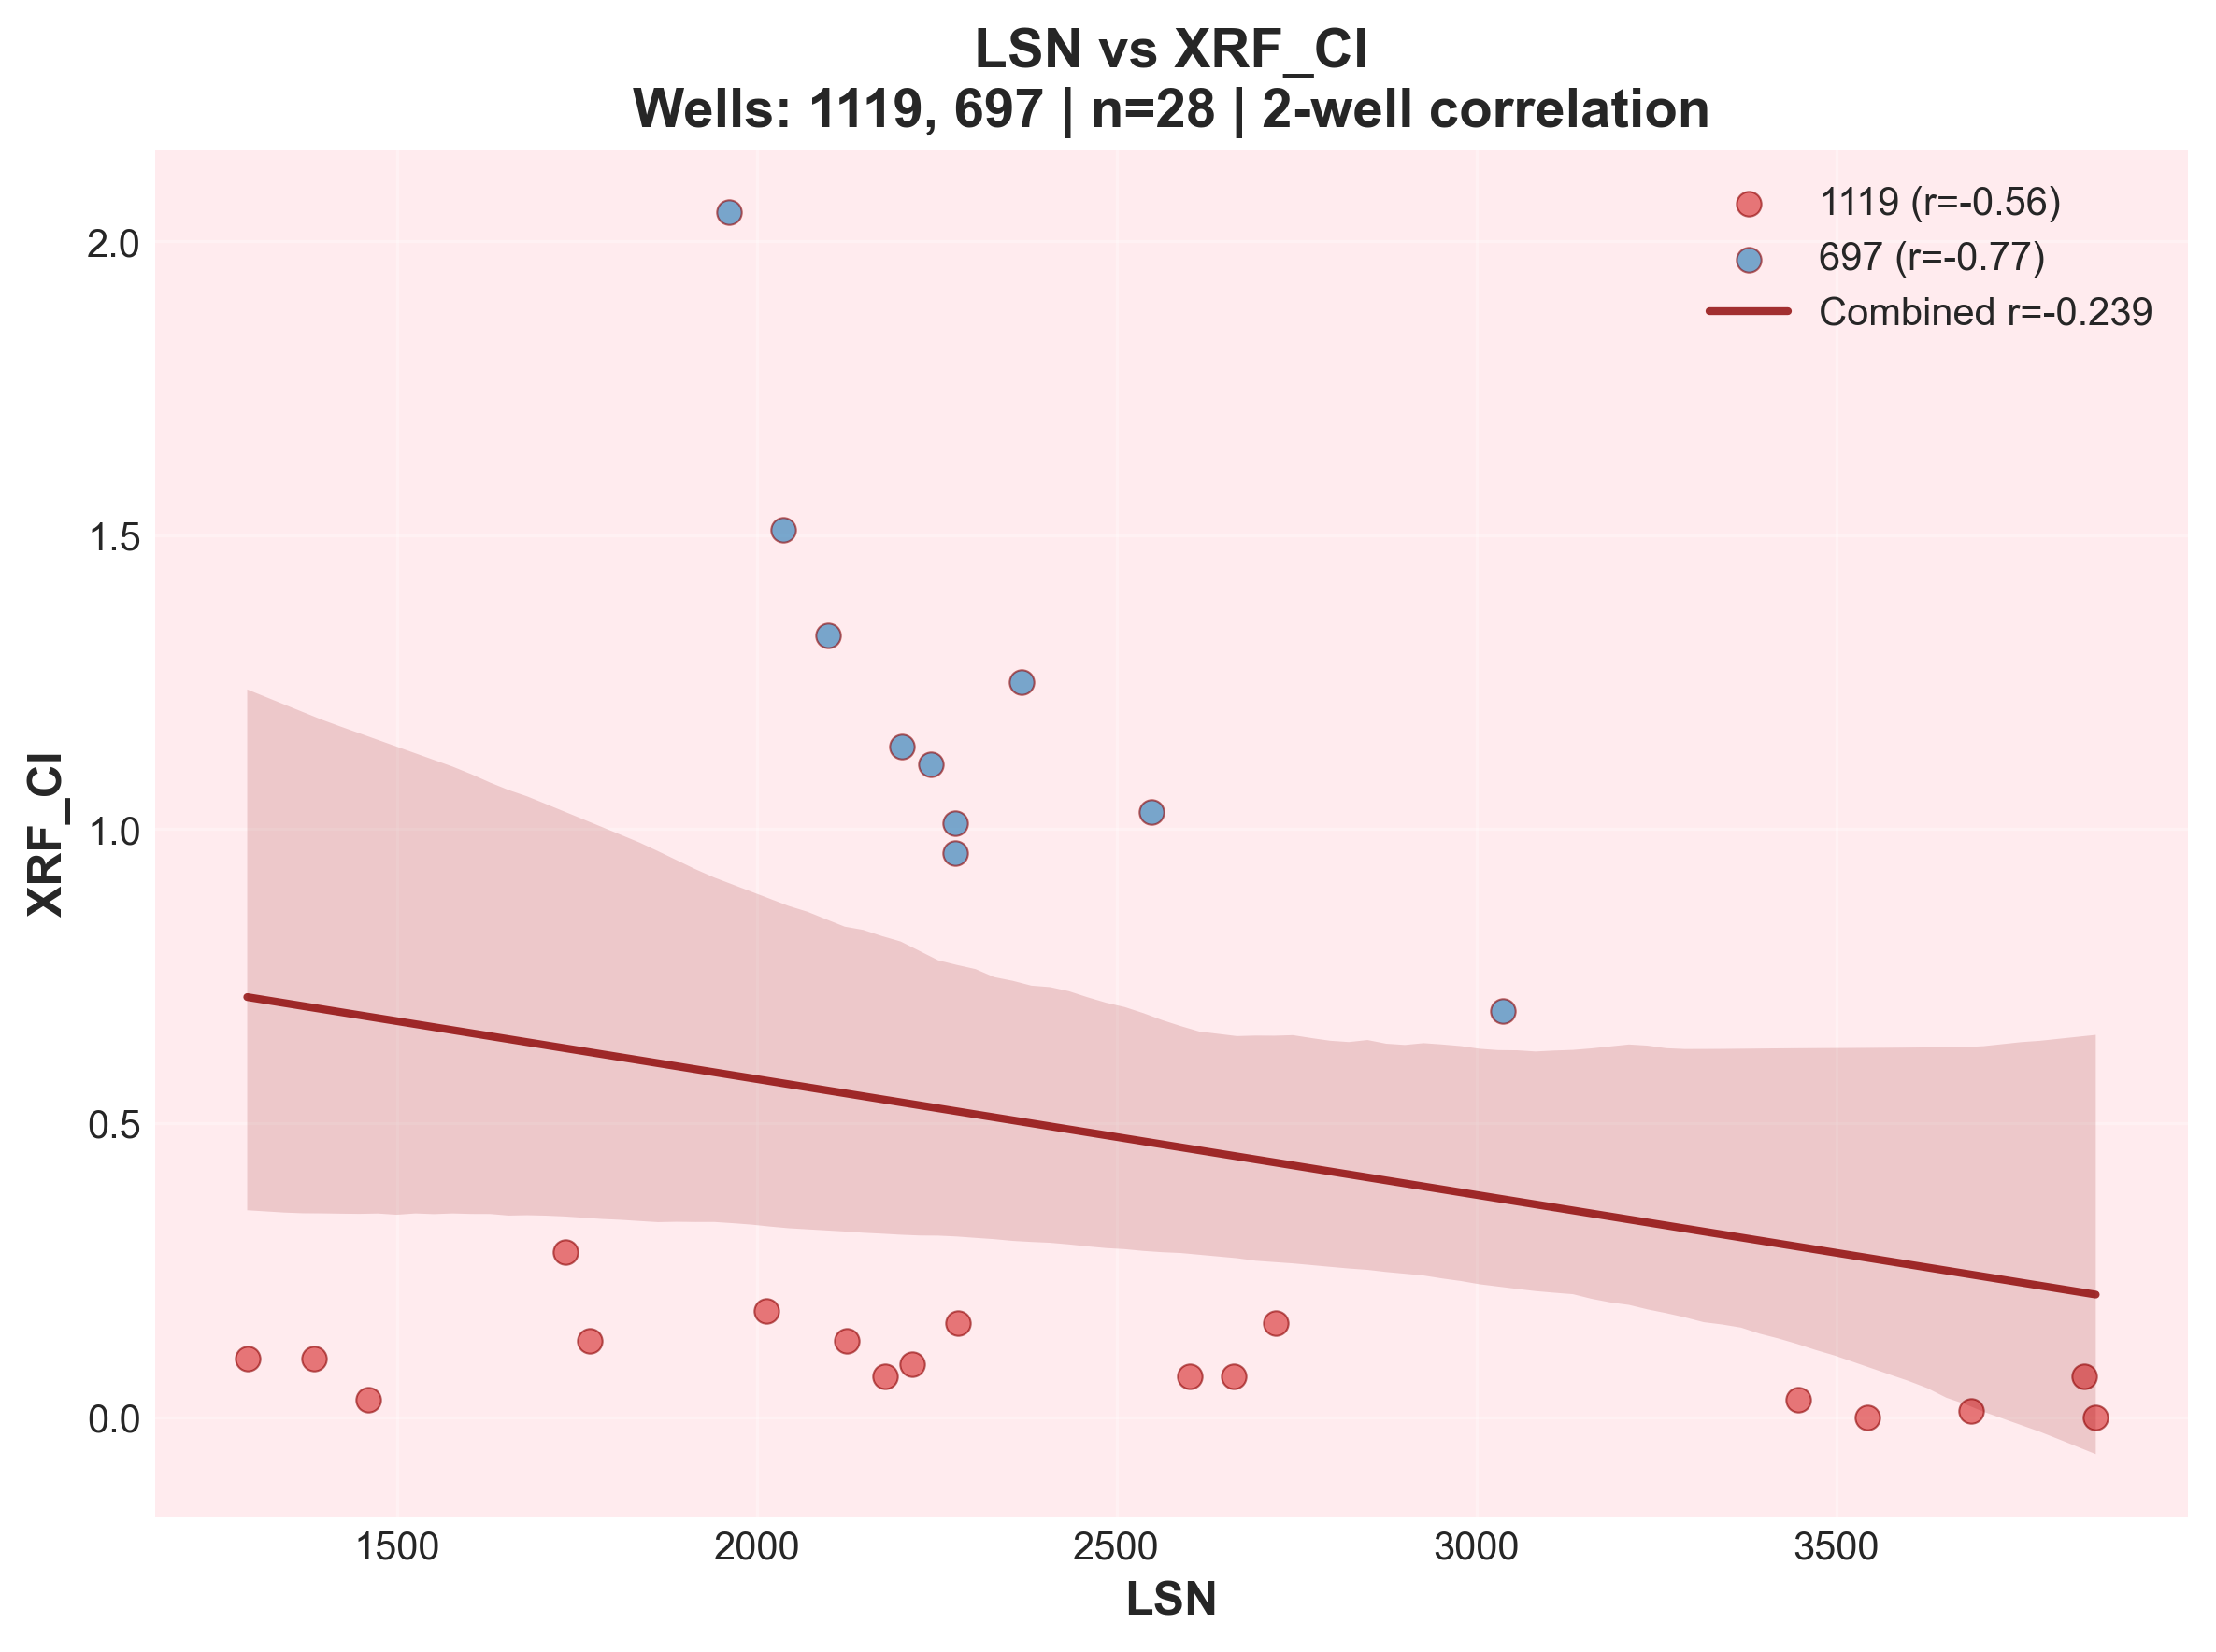 LSN vs XRF_Cl
Wells: 1119, 697 | n=28 | 2-well correlation
1119 (r=-0.56)
697 (r=-0.77)
Combined r=-0.239
XRF_Cl
2.0
1.5
1.0
0.5
0.0
1500
2000
2500
3000
3500
LSN